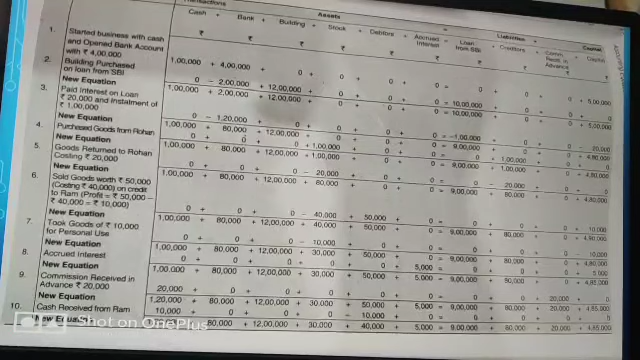 Transactions Assets = Liabilities + Capital
Cash + Bank + Building + Stock + Debtors + Accrued Interest = Loan from SBI + Creditors + Comm. Recd. in Advance + Capital
₹ ₹ ₹ ₹ ₹ ₹ ₹ ₹ ₹ ₹
1. Started business with cash
and Opened Bank Account
with ₹ 4,00,000 1,00,000 + 4,00,000 0 + 0 + 0 + 0 = 0 + 0 + 0 + 5,00,000
2. Building Purchased
on loan from SBI 0 - 2,00,000 + 12,00,000 + 0 + 0 + 0 = 10,00,000 + 0 + 0 + 0
New Equation 1,00,000 + 2,00,000 + 12,00,000 + 0 + 0 + 0 = 10,00,000 + 0 + 0 + 5,00,000
3. Paid Interest on Loan
₹ 20,000 and Instalment of
₹ 1,00,000 0 - 1,20,000 + 0 + 0 + 0 + 0 = -1,00,000 + 0 + 0 - 20,000
New Equation 1,00,000 + 80,000 + 12,00,000 + 0 + 0 + 0 = 9,00,000 + 0 + 0 + 4,80,000
4. Purchased Goods from Rohan 0 0 0 + 1,00,000 + 0 + 0 = 0 + 1,00,000 + 0 + 0
New Equation 1,00,000 + 80,000 + 12,00,000 + 1,00,000 + 0 + 0 = 9,00,000 + 1,00,000 + 0 + 4,80,000
5. Goods Returned to Rohan
Costing ₹ 20,000 0 + 0 + 0 - 20,000 + 0 + 0 = 0 - 20,000 + 0 + 0
New Equation 1,00,000 + 80,000 + 12,00,000 + 80,000 + 0 + 0 = 9,00,000 + 80,000 + 0 + 4,80,000
6. Sold Goods worth ₹ 50,000
(Costing ₹ 40,000) on credit
to Ram (Profit = ₹ 50,000 –
₹ 40,000 = ₹ 10,000) 0 + 0 + 0 - 40,000 + 50,000 + 0 = 0 + 0 + 0 + 10,000
New Equation 1,00,000 + 80,000 + 12,00,000 + 40,000 + 50,000 + 0 = 9,00,000 + 80,000 + 0 + 4,90,000
7. Took Goods of ₹ 10,000
for Personal Use 0 + 0 + 0 - 10,000 + 0 + 0 = 0 + 0 + 0 - 10,000
New Equation 1,00,000 + 80,000 + 12,00,000 + 30,000 + 50,000 + 0 = 9,00,000 + 80,000 + 0 + 4,80,000
8. Accrued Interest 0 + 0 + 0 + 0 + 0 + 5,000 = 0 + 0 + 0 + 5,000
New Equation 1,00,000 + 80,000 + 12,00,000 + 30,000 + 50,000 + 5,000 = 9,00,000 + 80,000 + 0 + 4,85,000
9. Commission Received in
Advance ₹ 20,000 20,000 + 0 + 0 + 0 + 0 + 0 = 0 + 0 + 20,000 + 0
New Equation 1,20,000 + 80,000 + 12,00,000 + 30,000 + 50,000 + 5,000 = 9,00,000 + 80,000 + 20,000 + 4,85,000
10. Cash Received from Ram 10,000 + 0 + 0 + 0 - 10,000 + 0 = 0 + 0 + 0 + 0
New Equation 80,000 + 12,00,000 + 30,000 + 40,000 + 5,000 = 9,00,000 + 80,000 + 20,000 + 4,85,000
Shot on OnePlus